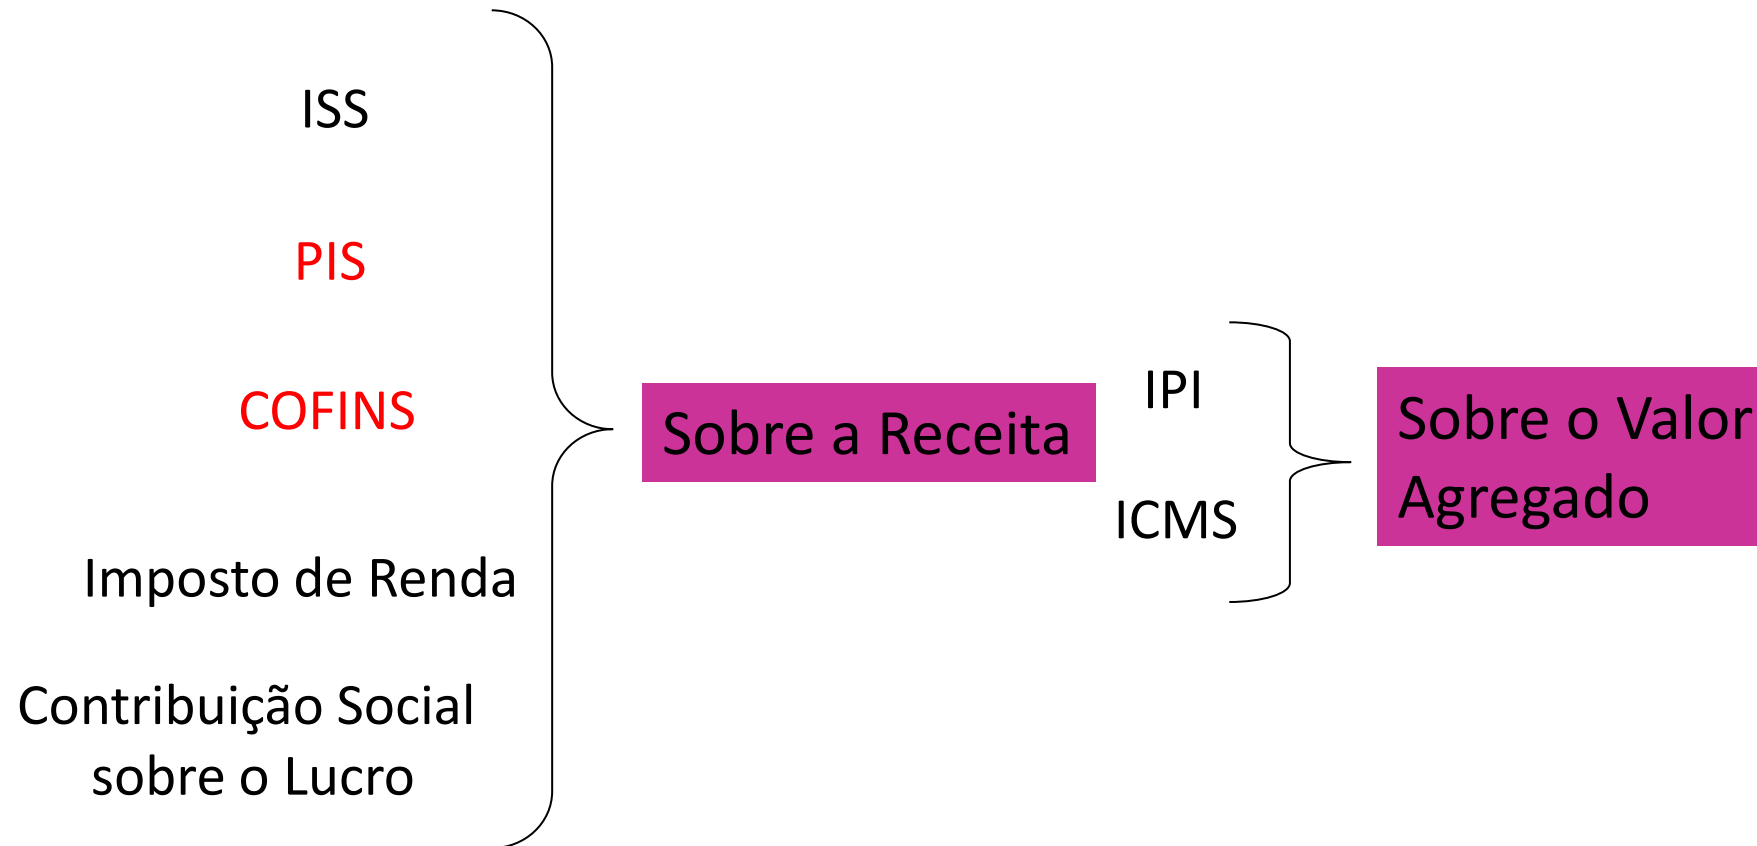 ISS
PIS
COFINS
Imposto de Renda
Contribuição Social
sobre o Lucro
Sobre a Receita
IPI
ICMS
Sobre o Valor
Agregado